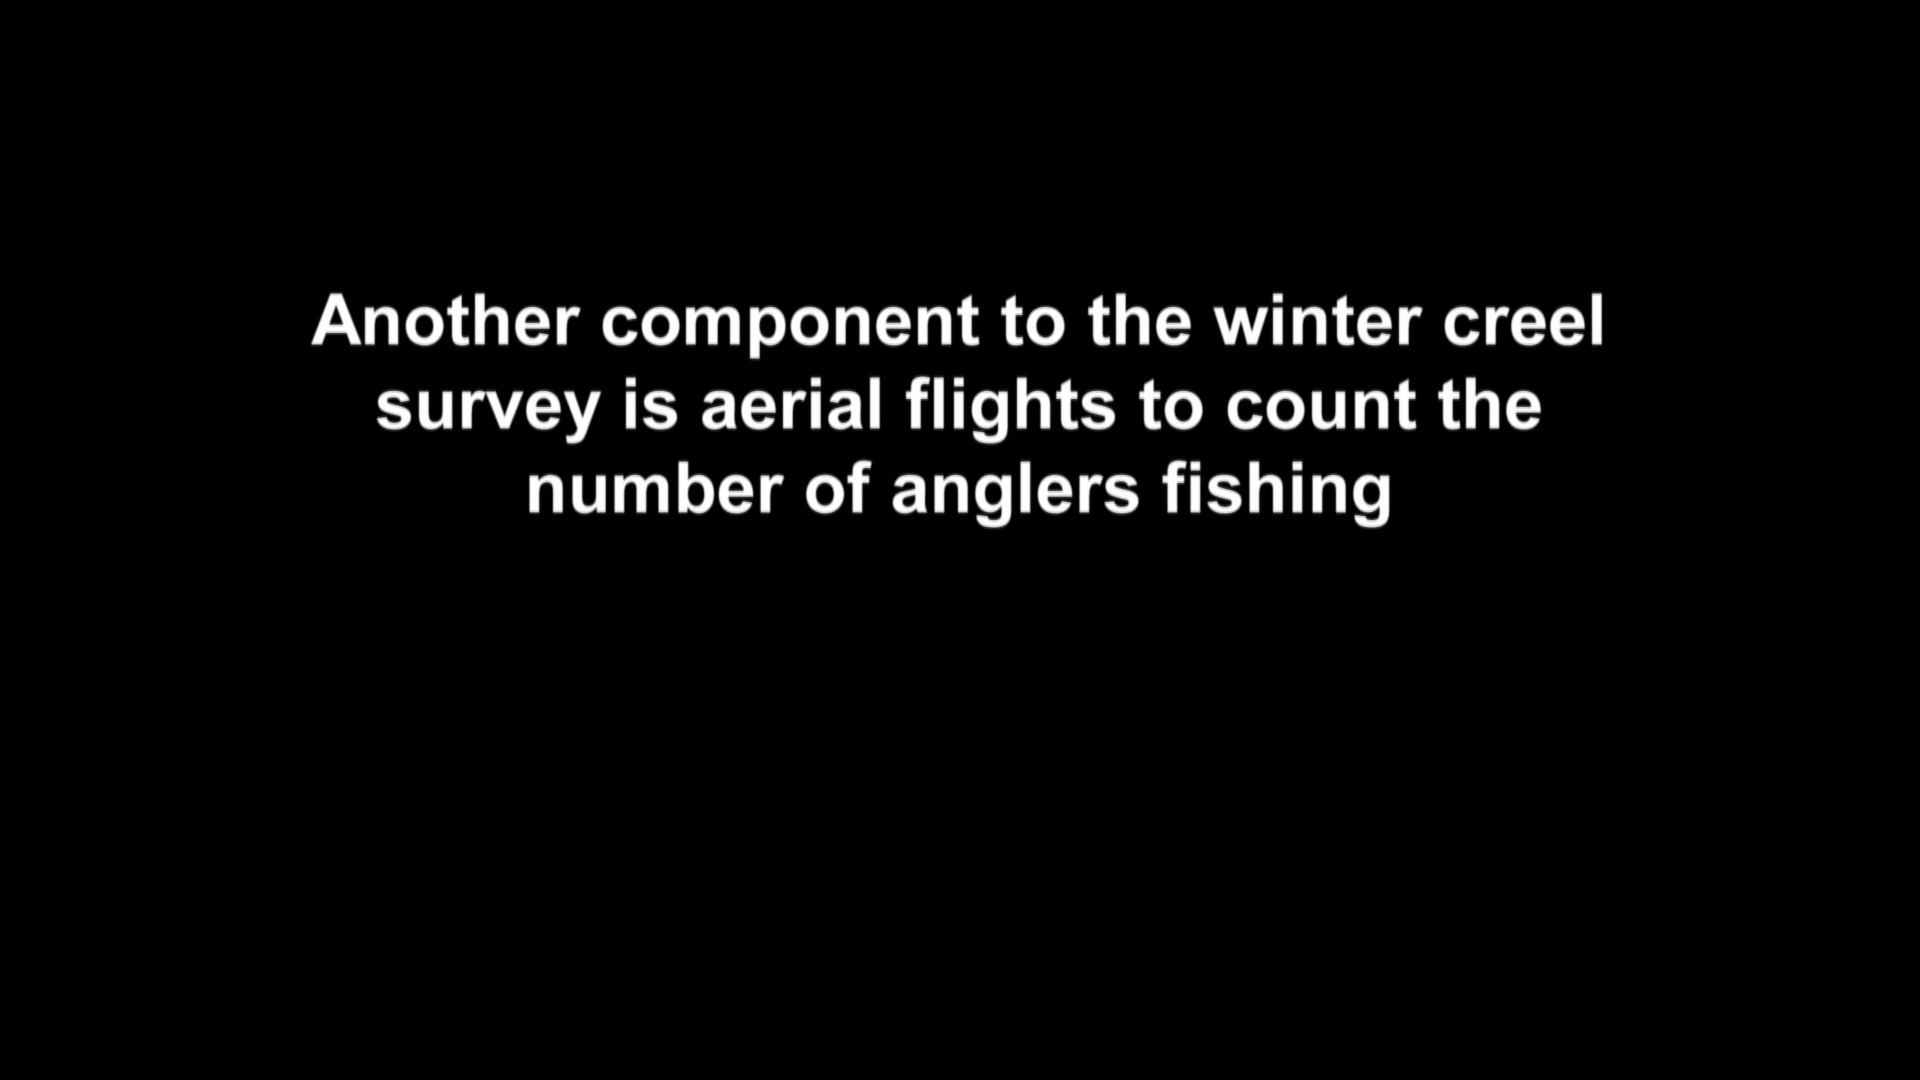 Another component to the winter creel
survey is aerial flights to count the
number of anglers fishing